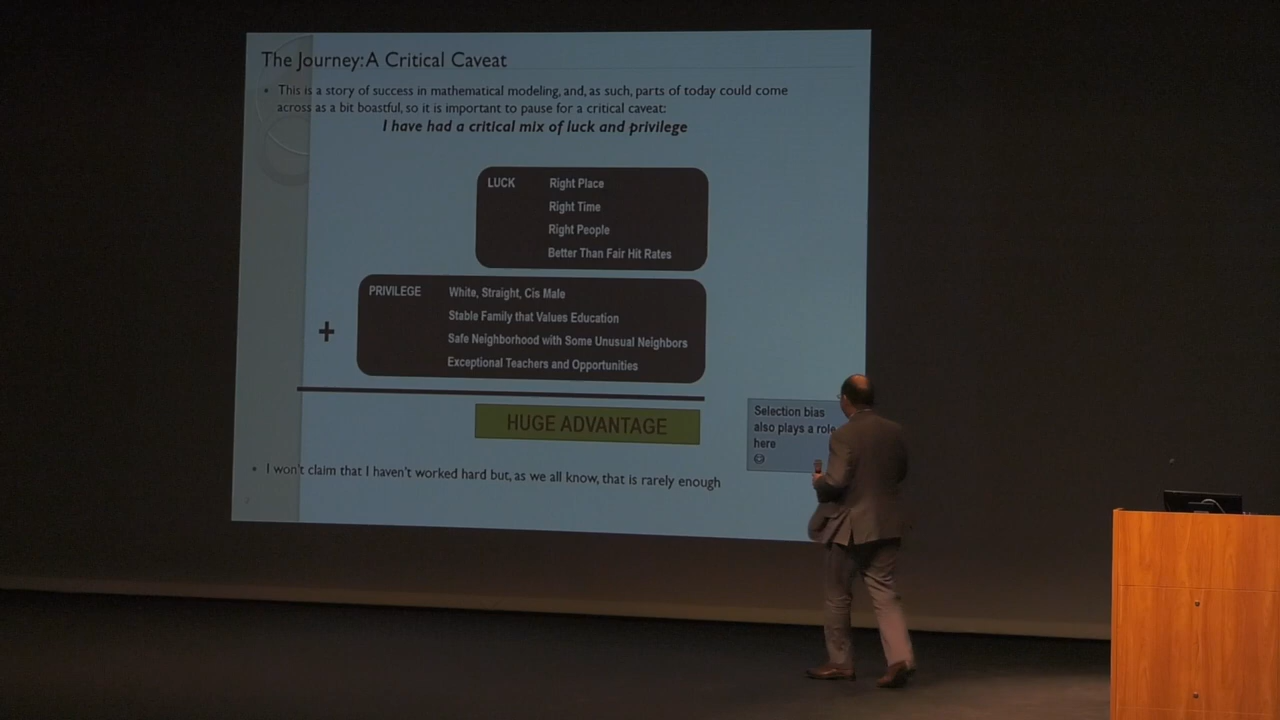 The Journey: A Critical Caveat
• This is a story of success in mathematical modeling, and, as such, parts of today could come
across as a bit boastful, so it is important to pause for a critical caveat:
I have had a critical mix of luck and privilege
LUCK Right Place
Right Time
Right People
Better Than Fair Hit Rates
PRIVILEGE White, Straight, Cis Male
Stable Family that Values Education
+ Safe Neighborhood with Some Unusual Neighbors
Exceptional Teachers and Opportunities
HUGE ADVANTAGE
Selection bias
also plays a role
here
• I won't claim that I haven't worked hard but, as we all know, that is rarely enough